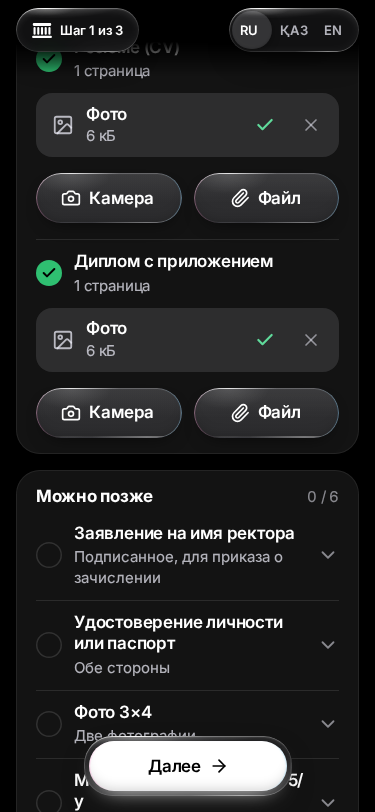 Шаг 1 из 3
RU ҚАЗ EN
(CV)
1 страница
Фото
6 кБ
Камера
Файл
Диплом с приложением
1 страница
Фото
6 кБ
Камера
Файл
Можно позже
0 / 6
Заявление на имя ректора
Подписанное, для приказа о
зачислении
Удостоверение личности
или паспорт
Обе стороны
Фото 3×4
Две фотографии
Далее
5/
у